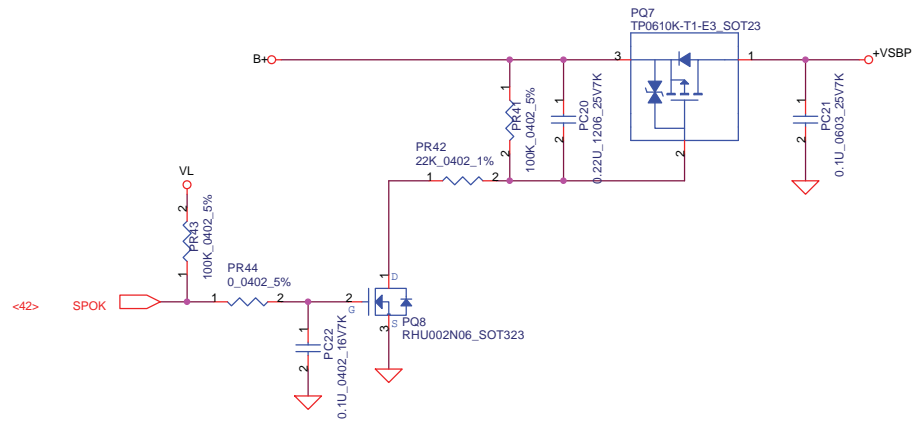 PQ7
TP0610K-T1-E3_SOT23
B+
3
1
+VSBP
2
1
2
PR41
100K_0402_5%
1
2
PC20
0.22U_1206_25V7K
1
2
PC21
0.1U_0603_25V7K
PR42
22K_0402_1%
1
2
VL
2
1
PR43
100K_0402_5%
PR44
0_0402_5%
<42>
SPOK
1
2
2
G
1
D
3
S
PQ8
RHU002N06_SOT323
1
2
PC22
0.1U_0402_16V7K